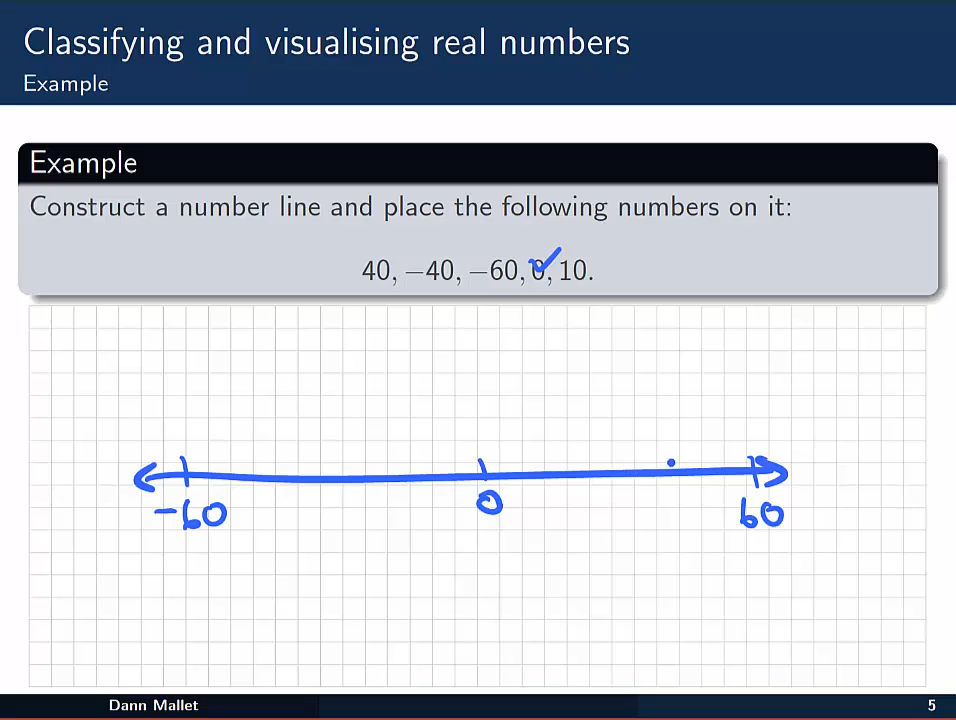 Classifying and visualising real numbers
Example
Example
Construct a number line and place the following numbers on it:
40, −40, −60, 0, 10.
−60 0 60
Dann Mallet 5